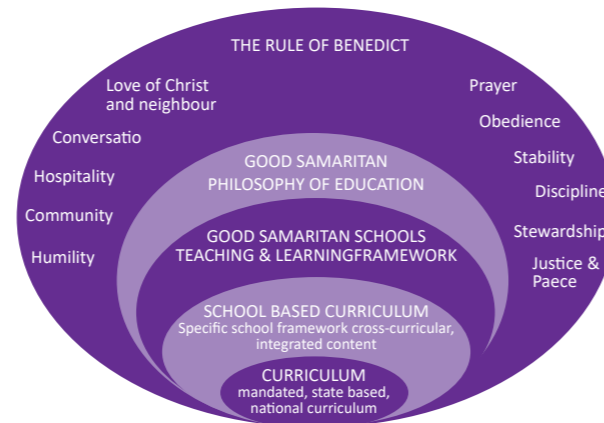 THE RULE OF BENEDICT
Love of Christ
and neighbour
Conversatio
Hospitality
Community
Humility
Prayer
Obedience
Stability
Discipline
Stewardship
Justice &
Paece
GOOD SAMARITAN
PHILOSOPHY OF EDUCATION
GOOD SAMARITAN SCHOOLS
TEACHING & LEARNINGFRAMEWORK
SCHOOL BASED CURRICULUM
Specific school framework cross-curricular,
integrated content
CURRICULUM
mandated, state based,
national curriculum